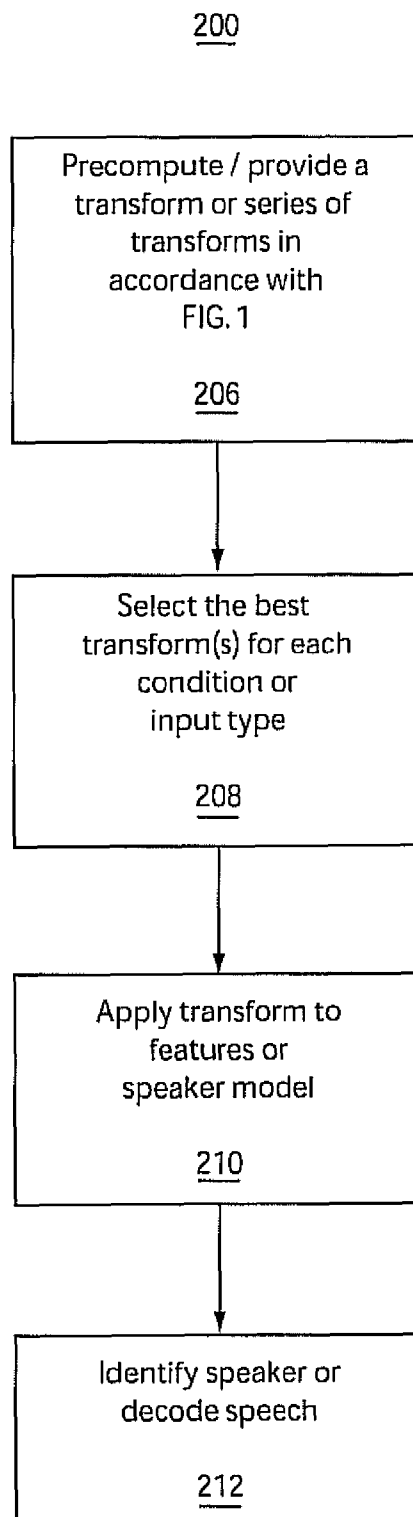 200
Precompute / provide a
transform or series of
transforms in
accordance with
FIG. 1
206
Select the best
transform(s) for each
condition or
input type
208
Apply transform to
features or
speaker model
210
Identify speaker or
decode speech
212